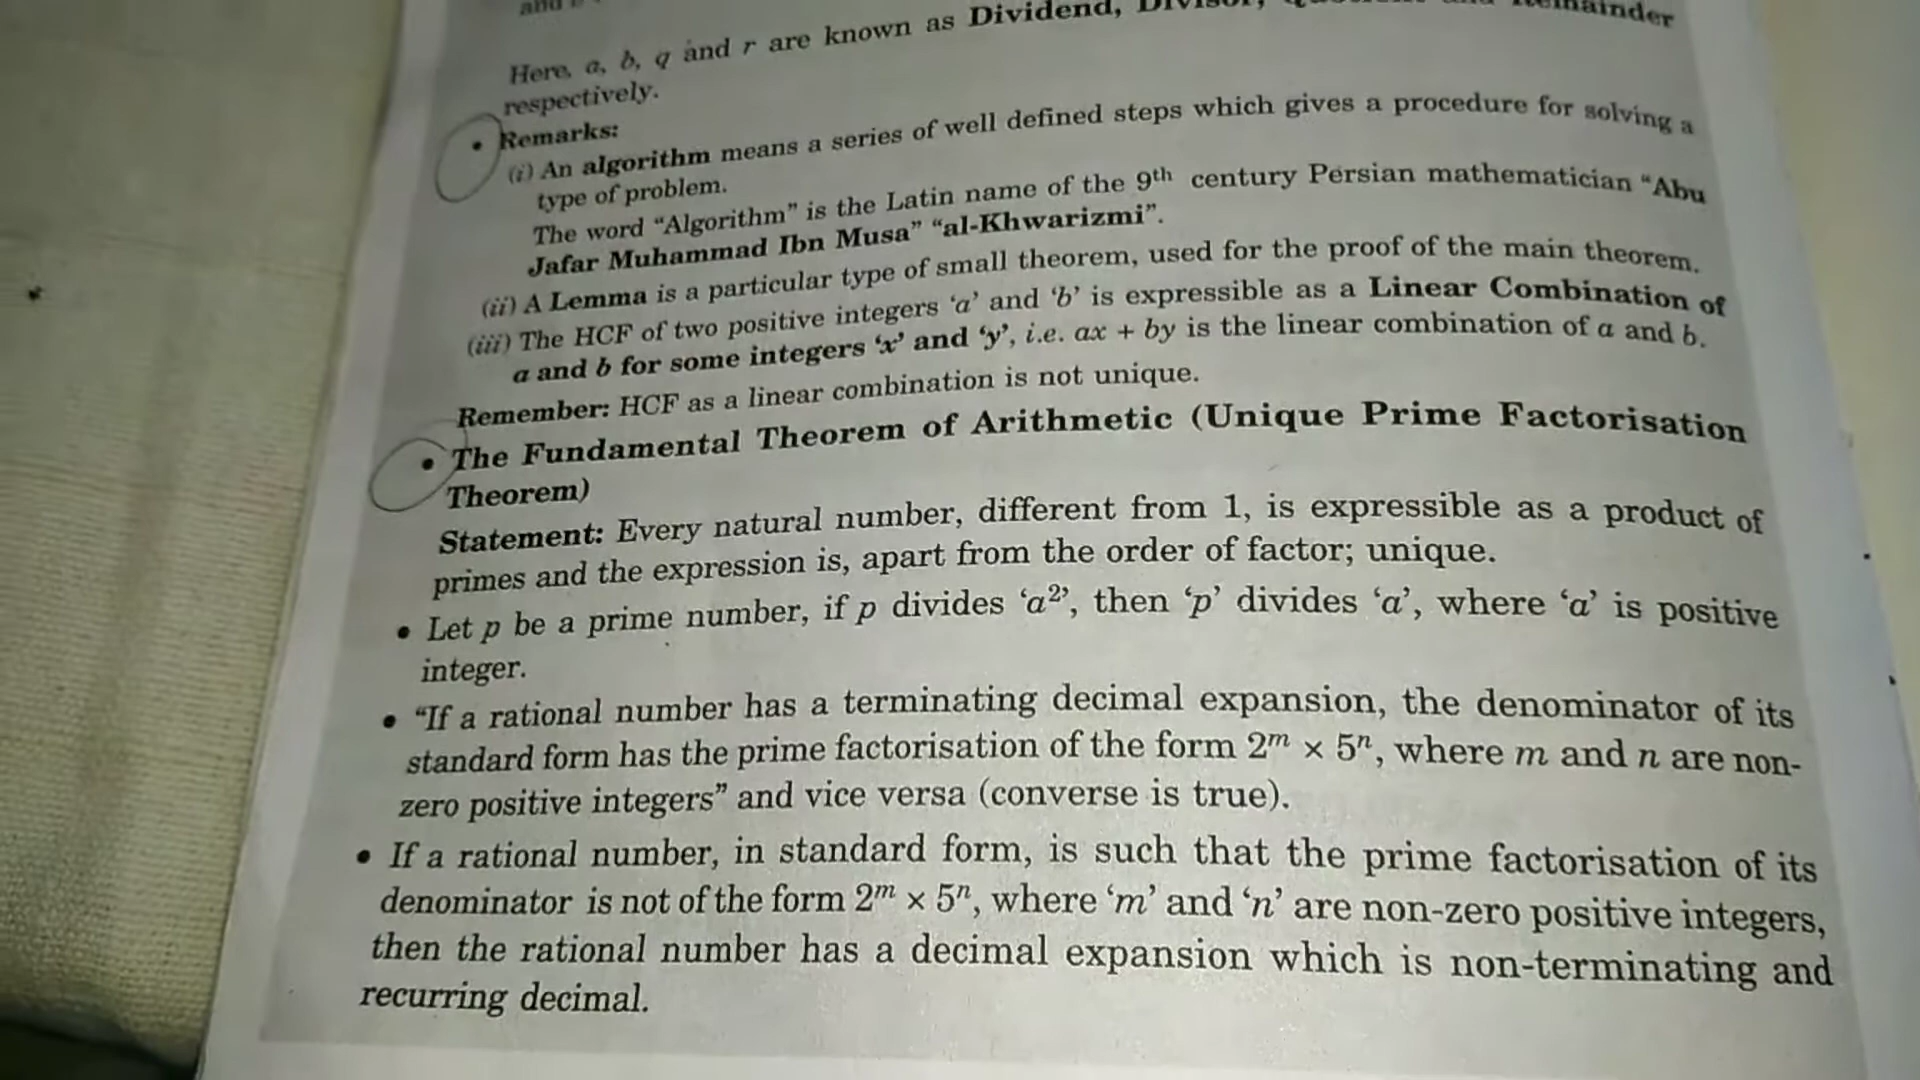 Here, a, b, q and r are known as Dividend, Divisor, and Remainder
respectively.
• Remarks:
(i) An algorithm means a series of well defined steps which gives a procedure for solving a
type of problem.
The word “Algorithm” is the Latin name of the 9th century Persian mathematician “Abu
Jafar Muhammad Ibn Musa” “al-Khwarizmi”.
(ii) A Lemma is a particular type of small theorem, used for the proof of the main theorem.
(iii) The HCF of two positive integers ‘a’ and ‘b’ is expressible as a Linear Combination of
a and b for some integers ‘x’ and ‘y’, i.e. ax + by is the linear combination of a and b.
Remember: HCF as a linear combination is not unique.
• The Fundamental Theorem of Arithmetic (Unique Prime Factorisation
Theorem)
Statement: Every natural number, different from 1, is expressible as a product of
primes and the expression is, apart from the order of factor; unique.
• Let p be a prime number, if p divides ‘a²’, then ‘p’ divides ‘a’, where ‘a’ is positive
integer.
• “If a rational number has a terminating decimal expansion, the denominator of its
standard form has the prime factorisation of the form 2ᵐ × 5ⁿ, where m and n are non-
zero positive integers” and vice versa (converse is true).
• If a rational number, in standard form, is such that the prime factorisation of its
denominator is not of the form 2ᵐ × 5ⁿ, where ‘m’ and ‘n’ are non-zero positive integers,
then the rational number has a decimal expansion which is non-terminating and
recurring decimal.